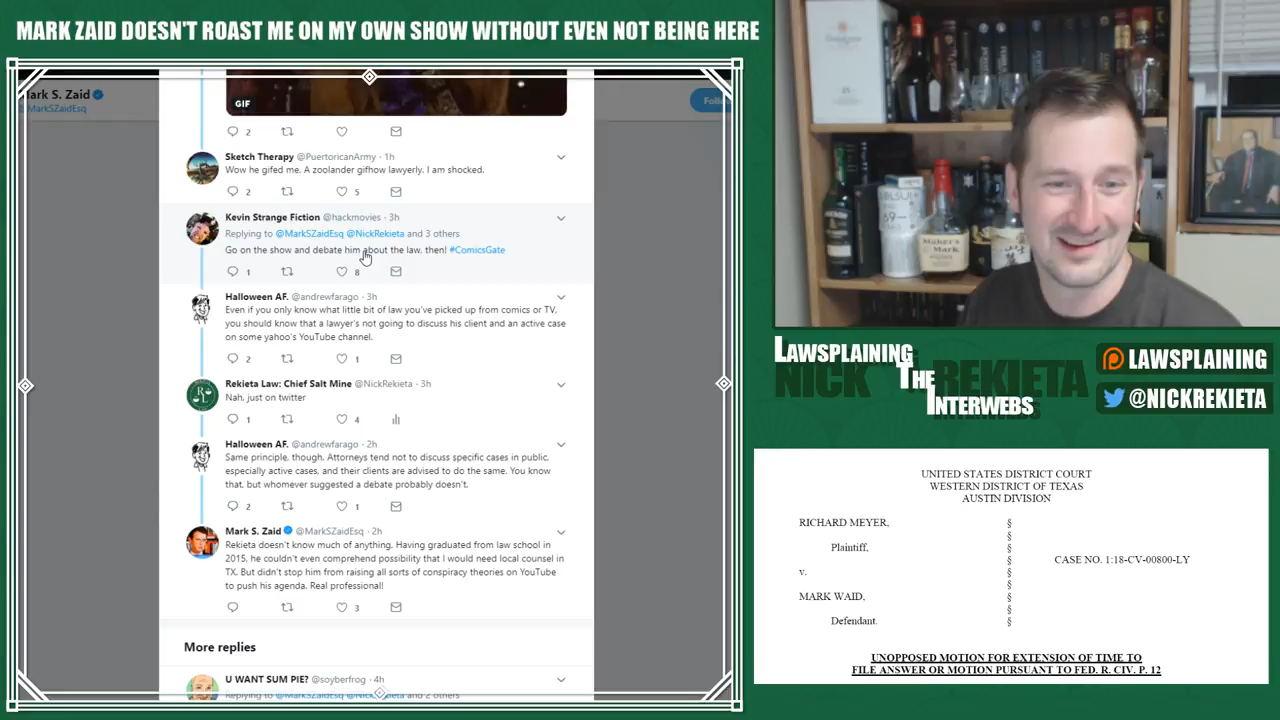 MARK ZAID DOESN'T ROAST ME ON MY OWN SHOW WITHOUT EVEN NOT BEING HERE
ark S. Zaid
MarkSZaidEsq
Follo
GIF
2
Sketch Therapy @PuertoricanArmy · 1h
Wow he gifed me. A zoolander gifhow lawyerly. I am shocked.
2 5
Kevin Strange Fiction @hackmovies · 3h
Replying to @MarkSZaidEsq @NickRekieta and 3 others
Go on the show and debate him about the law, then! #ComicsGate
1 8
Halloween AF. @andrewfarago · 3h
Even if you only know what little bit of law you've picked up from comics or TV,
you should know that a lawyer's not going to discuss his client and an active case
on some yahoo's YouTube channel.
2 1
Rekieta Law: Chief Salt Mine @NickRekieta · 3h
Nah, just on twitter
1 4
Halloween AF. @andrewfarago · 2h
Same principle, though. Attorneys tend not to discuss specific cases in public,
especially active cases, and their clients are advised to do the same. You know
that, but whomever suggested a debate probably doesn't.
2 1
Mark S. Zaid @MarkSZaidEsq · 2h
Rekieta doesn't know much of anything. Having graduated from law school in
2015, he couldn't even comprehend possibility that I would need local counsel in
TX. But didn't stop him from raising all sorts of conspiracy theories on YouTube
to push his agenda. Real professional!
3
More replies
U WANT SUM PIE? @soyberfrog · 4h
Replying to @MarkSZaidEsq @NickRekieta and 2 others
Maker's
Mark
LAWSPLAINING
THE
INTERWEBS
NICK REKIETA
LAWSPLAINING
@NICKREKIETA
UNITED STATES DISTRICT COURT
WESTERN DISTRICT OF TEXAS
AUSTIN DIVISION
RICHARD MEYER, §
§
Plaintiff, §
§ CASE NO. 1:18-CV-00800-LY
v. §
§
MARK WAID, §
§
Defendant. §
UNOPPOSED MOTION FOR EXTENSION OF TIME TO
FILE ANSWER OR MOTION PURSUANT TO FED. R. CIV. P. 12